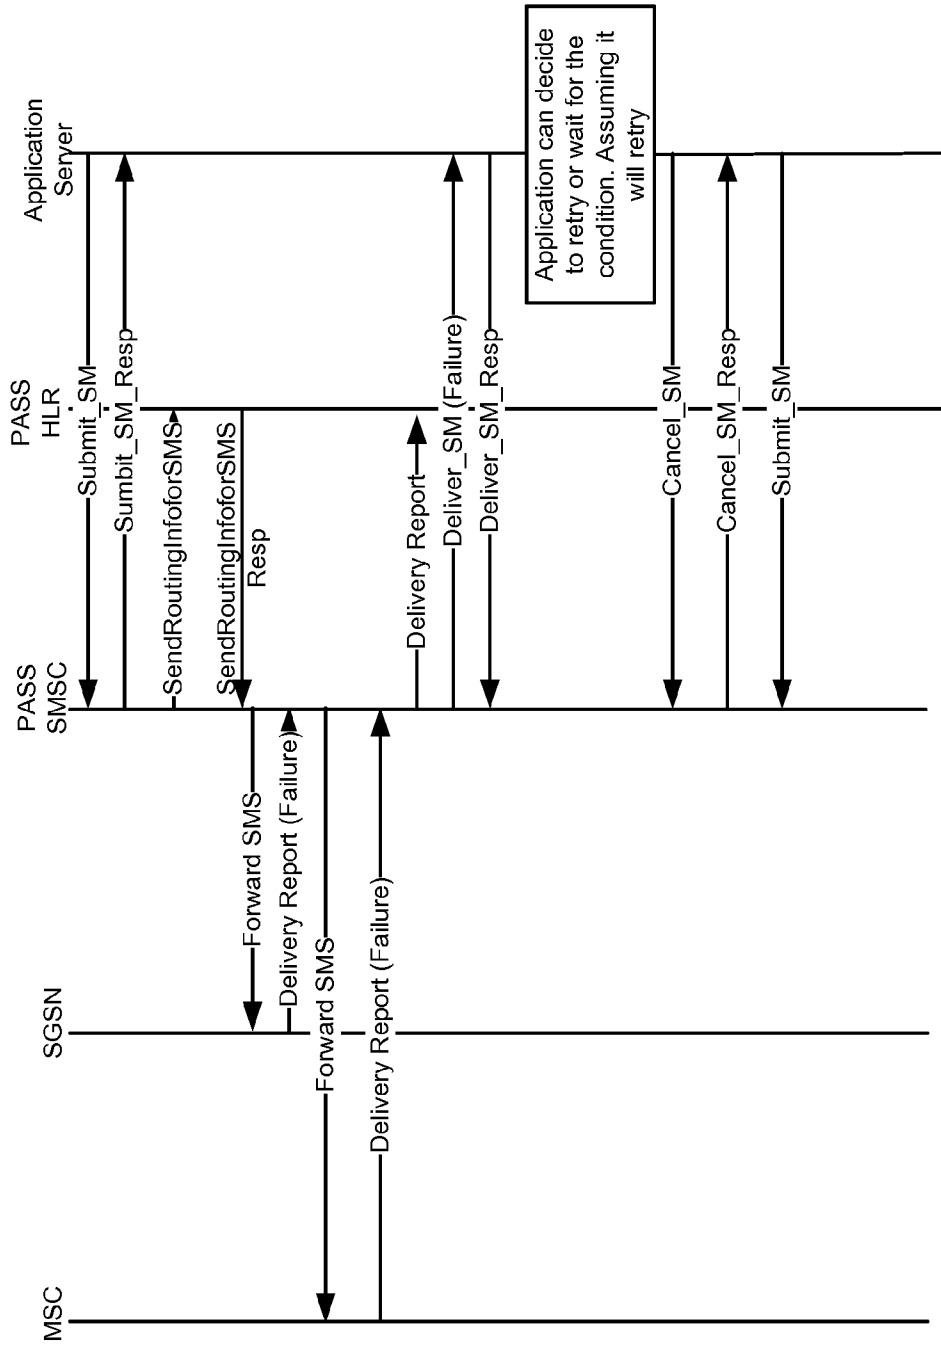 MSC
SGSN
PASS
SMSC
PASS
HLR
Application
Server
Submit_SM
Sumbit_SM_Resp
SendRoutingInfoforSMS
SendRoutingInfoforSMS
Resp
Forward SMS
Delivery Report (Failure)
Forward SMS
Delivery Report (Failure)
Delivery Report
Deliver_SM (Failure)
Deliver_SM_Resp
Application can decide
to retry or wait for the
condition. Assuming it
will retry
Cancel_SM
Cancel_SM_Resp
Submit_SM